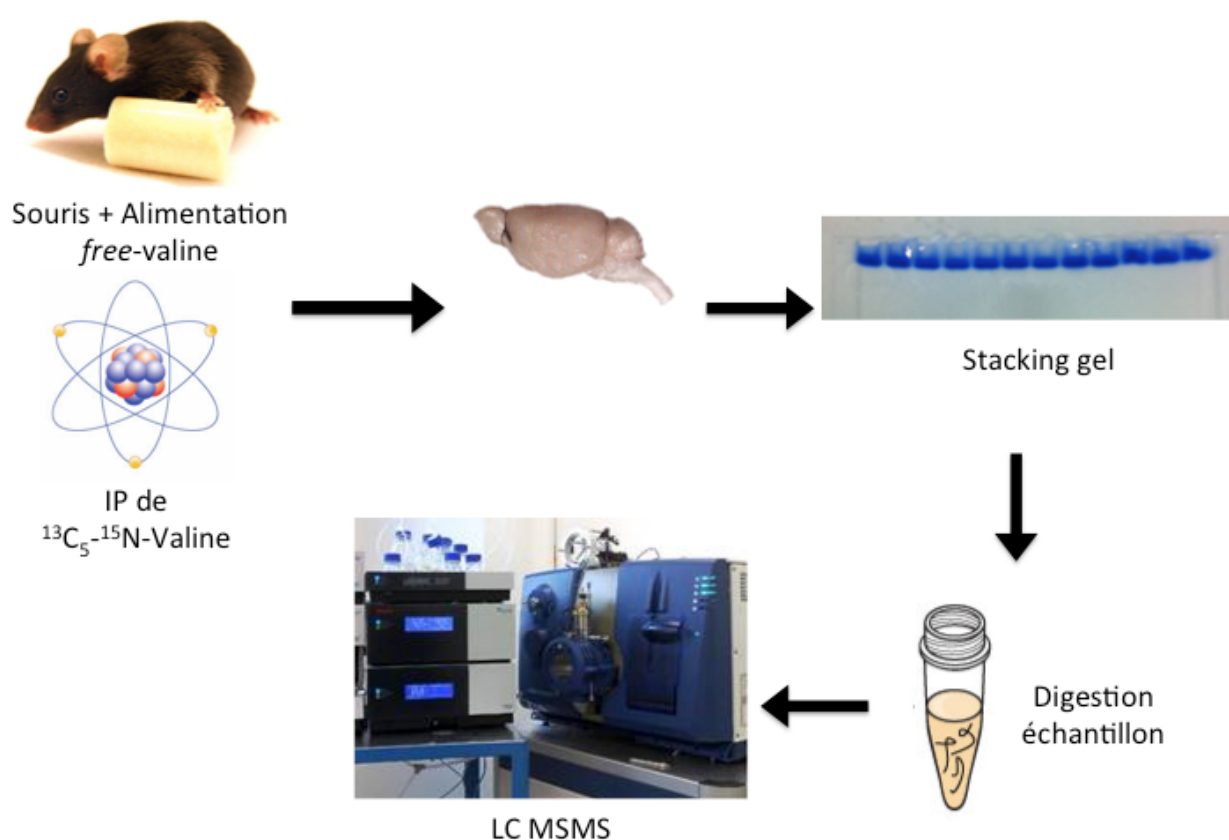 Souris + Alimentation
free-valine
IP de
¹³C₅-¹⁵N-Valine
Stacking gel
Digestion
échantillon
LC MSMS